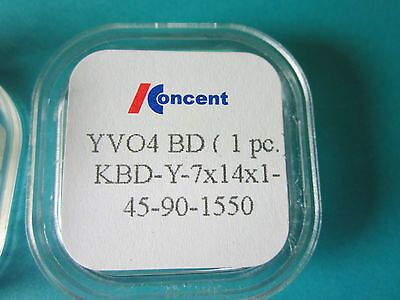 Koncent
YVO4 BD ( 1 pc.
KBD-Y-7x14x1-
45-90-1550